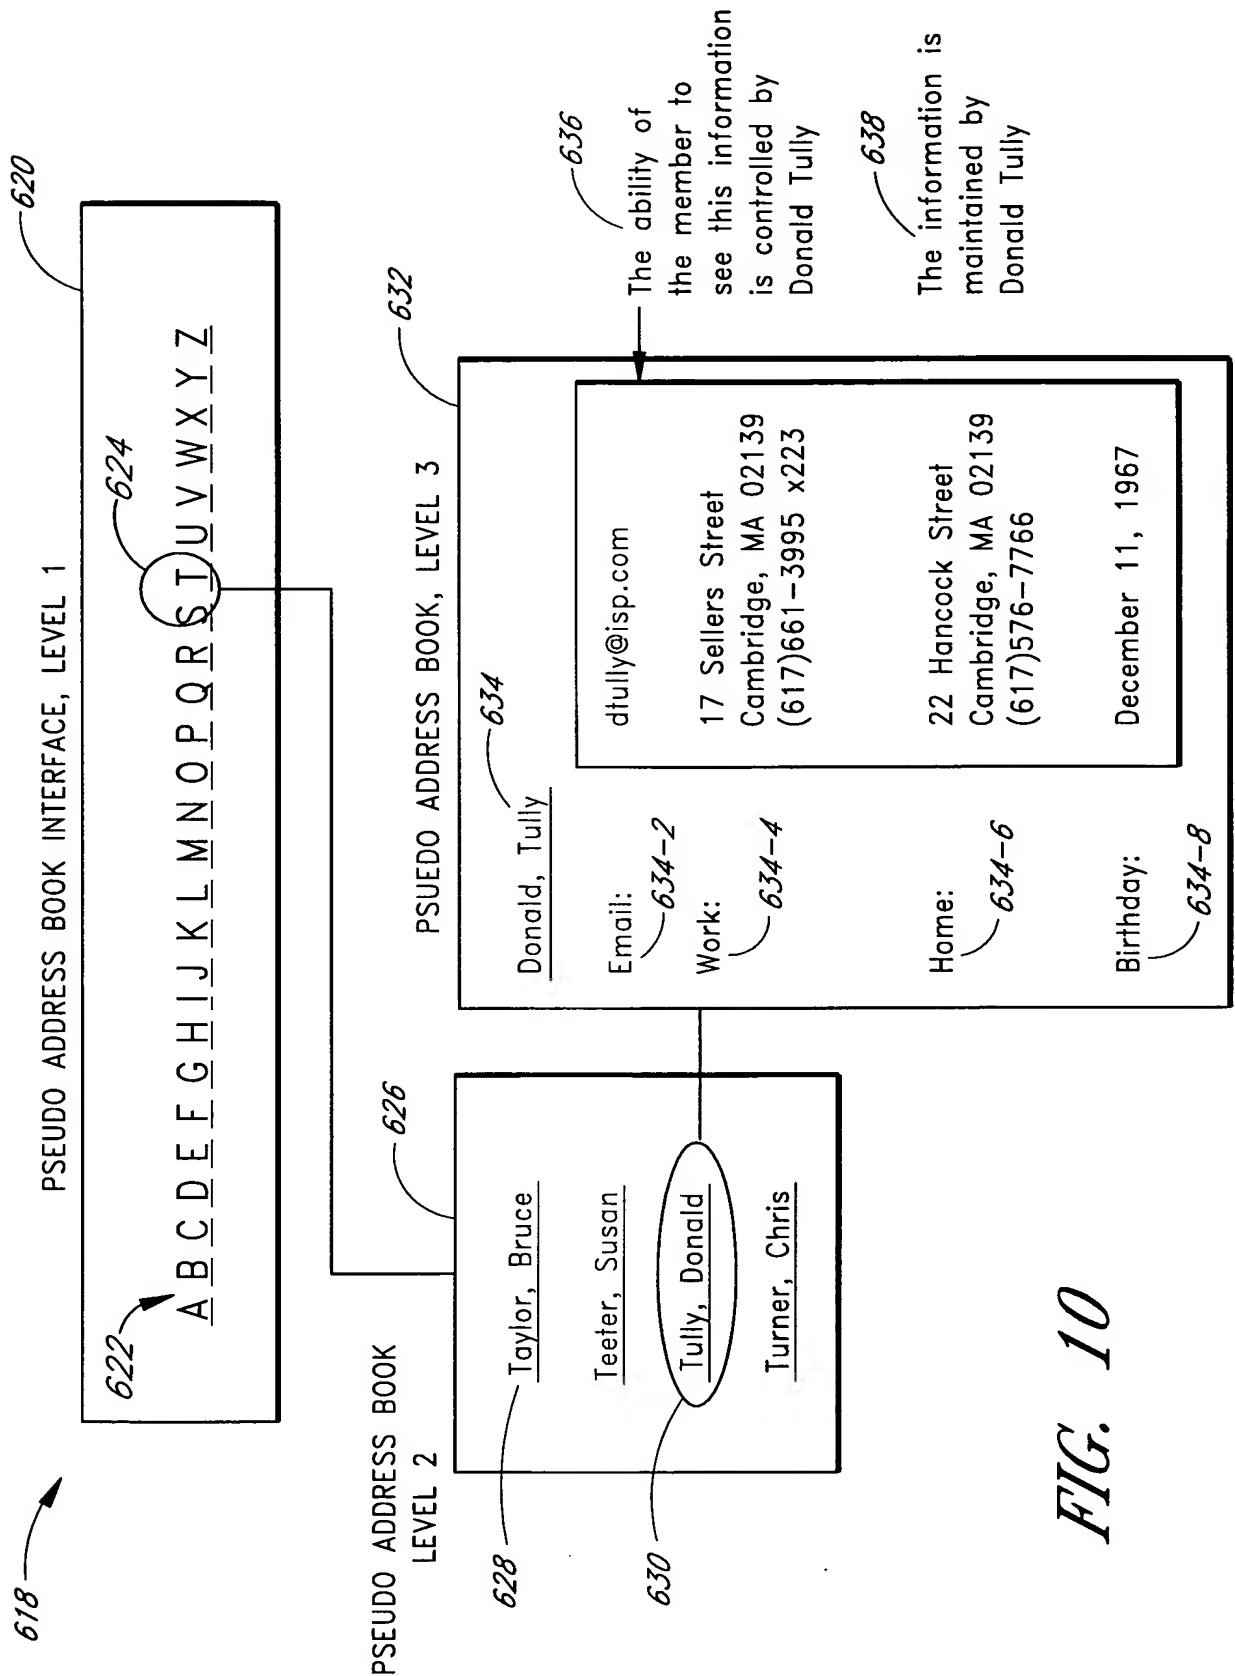 618
PSEUDO ADDRESS BOOK INTERFACE, LEVEL 1
620
622
A B C D E F G H I J K L M N O P Q R S T U V W X Y Z
624
PSEUDO ADDRESS BOOK
LEVEL 2
626
628
Taylor, Bruce
Teeter, Susan
Tully, Donald
630
Turner, Chris
PSUEDO ADDRESS BOOK, LEVEL 3
632
Donald, Tully
634
Email:
dtully@isp.com
634-2
Work:
17 Sellers Street
Cambridge, MA 02139
(617)661-3995 x223
634-4
Home:
22 Hancock Street
Cambridge, MA 02139
(617)576-7766
634-6
Birthday:
December 11, 1967
634-8
636
The ability of
the member to
see this information
is controlled by
Donald Tully
638
The information is
maintained by
Donald Tully
FIG. 10